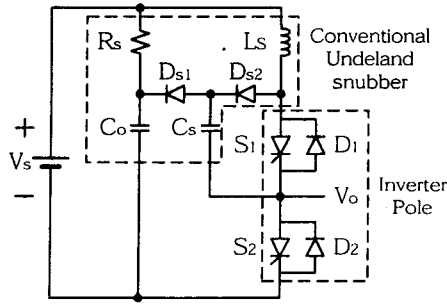 Rs
Ls
Conventional
Undeland
snubber
Ds1
Ds2
Co
Cs
+
Vs
−
S1
D1
Vo
Inverter
Pole
S2
D2